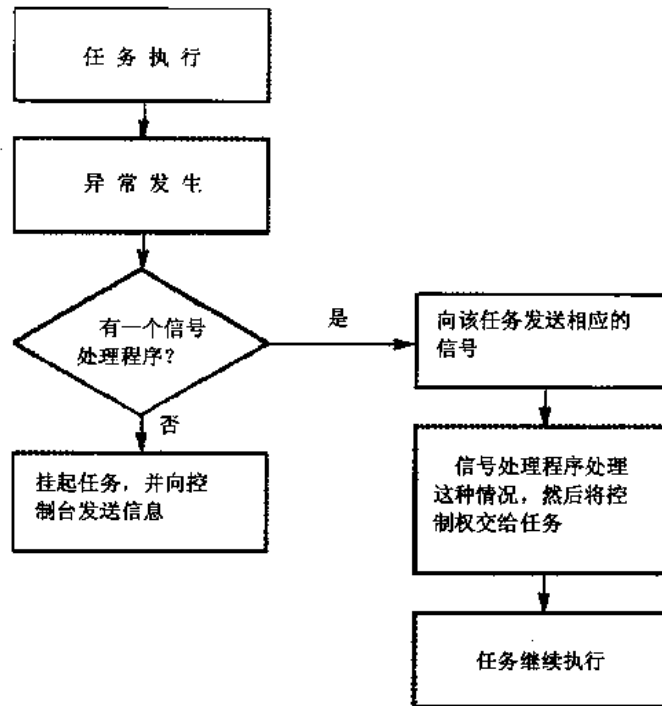 任务执行
异常发生
有一个信号
处理程序？
是
向该任务发送相应的
信号
否
挂起任务，并向控
制台发送信息
信号处理程序处理
这种情况，然后将控
制权交给任务
任务继续执行